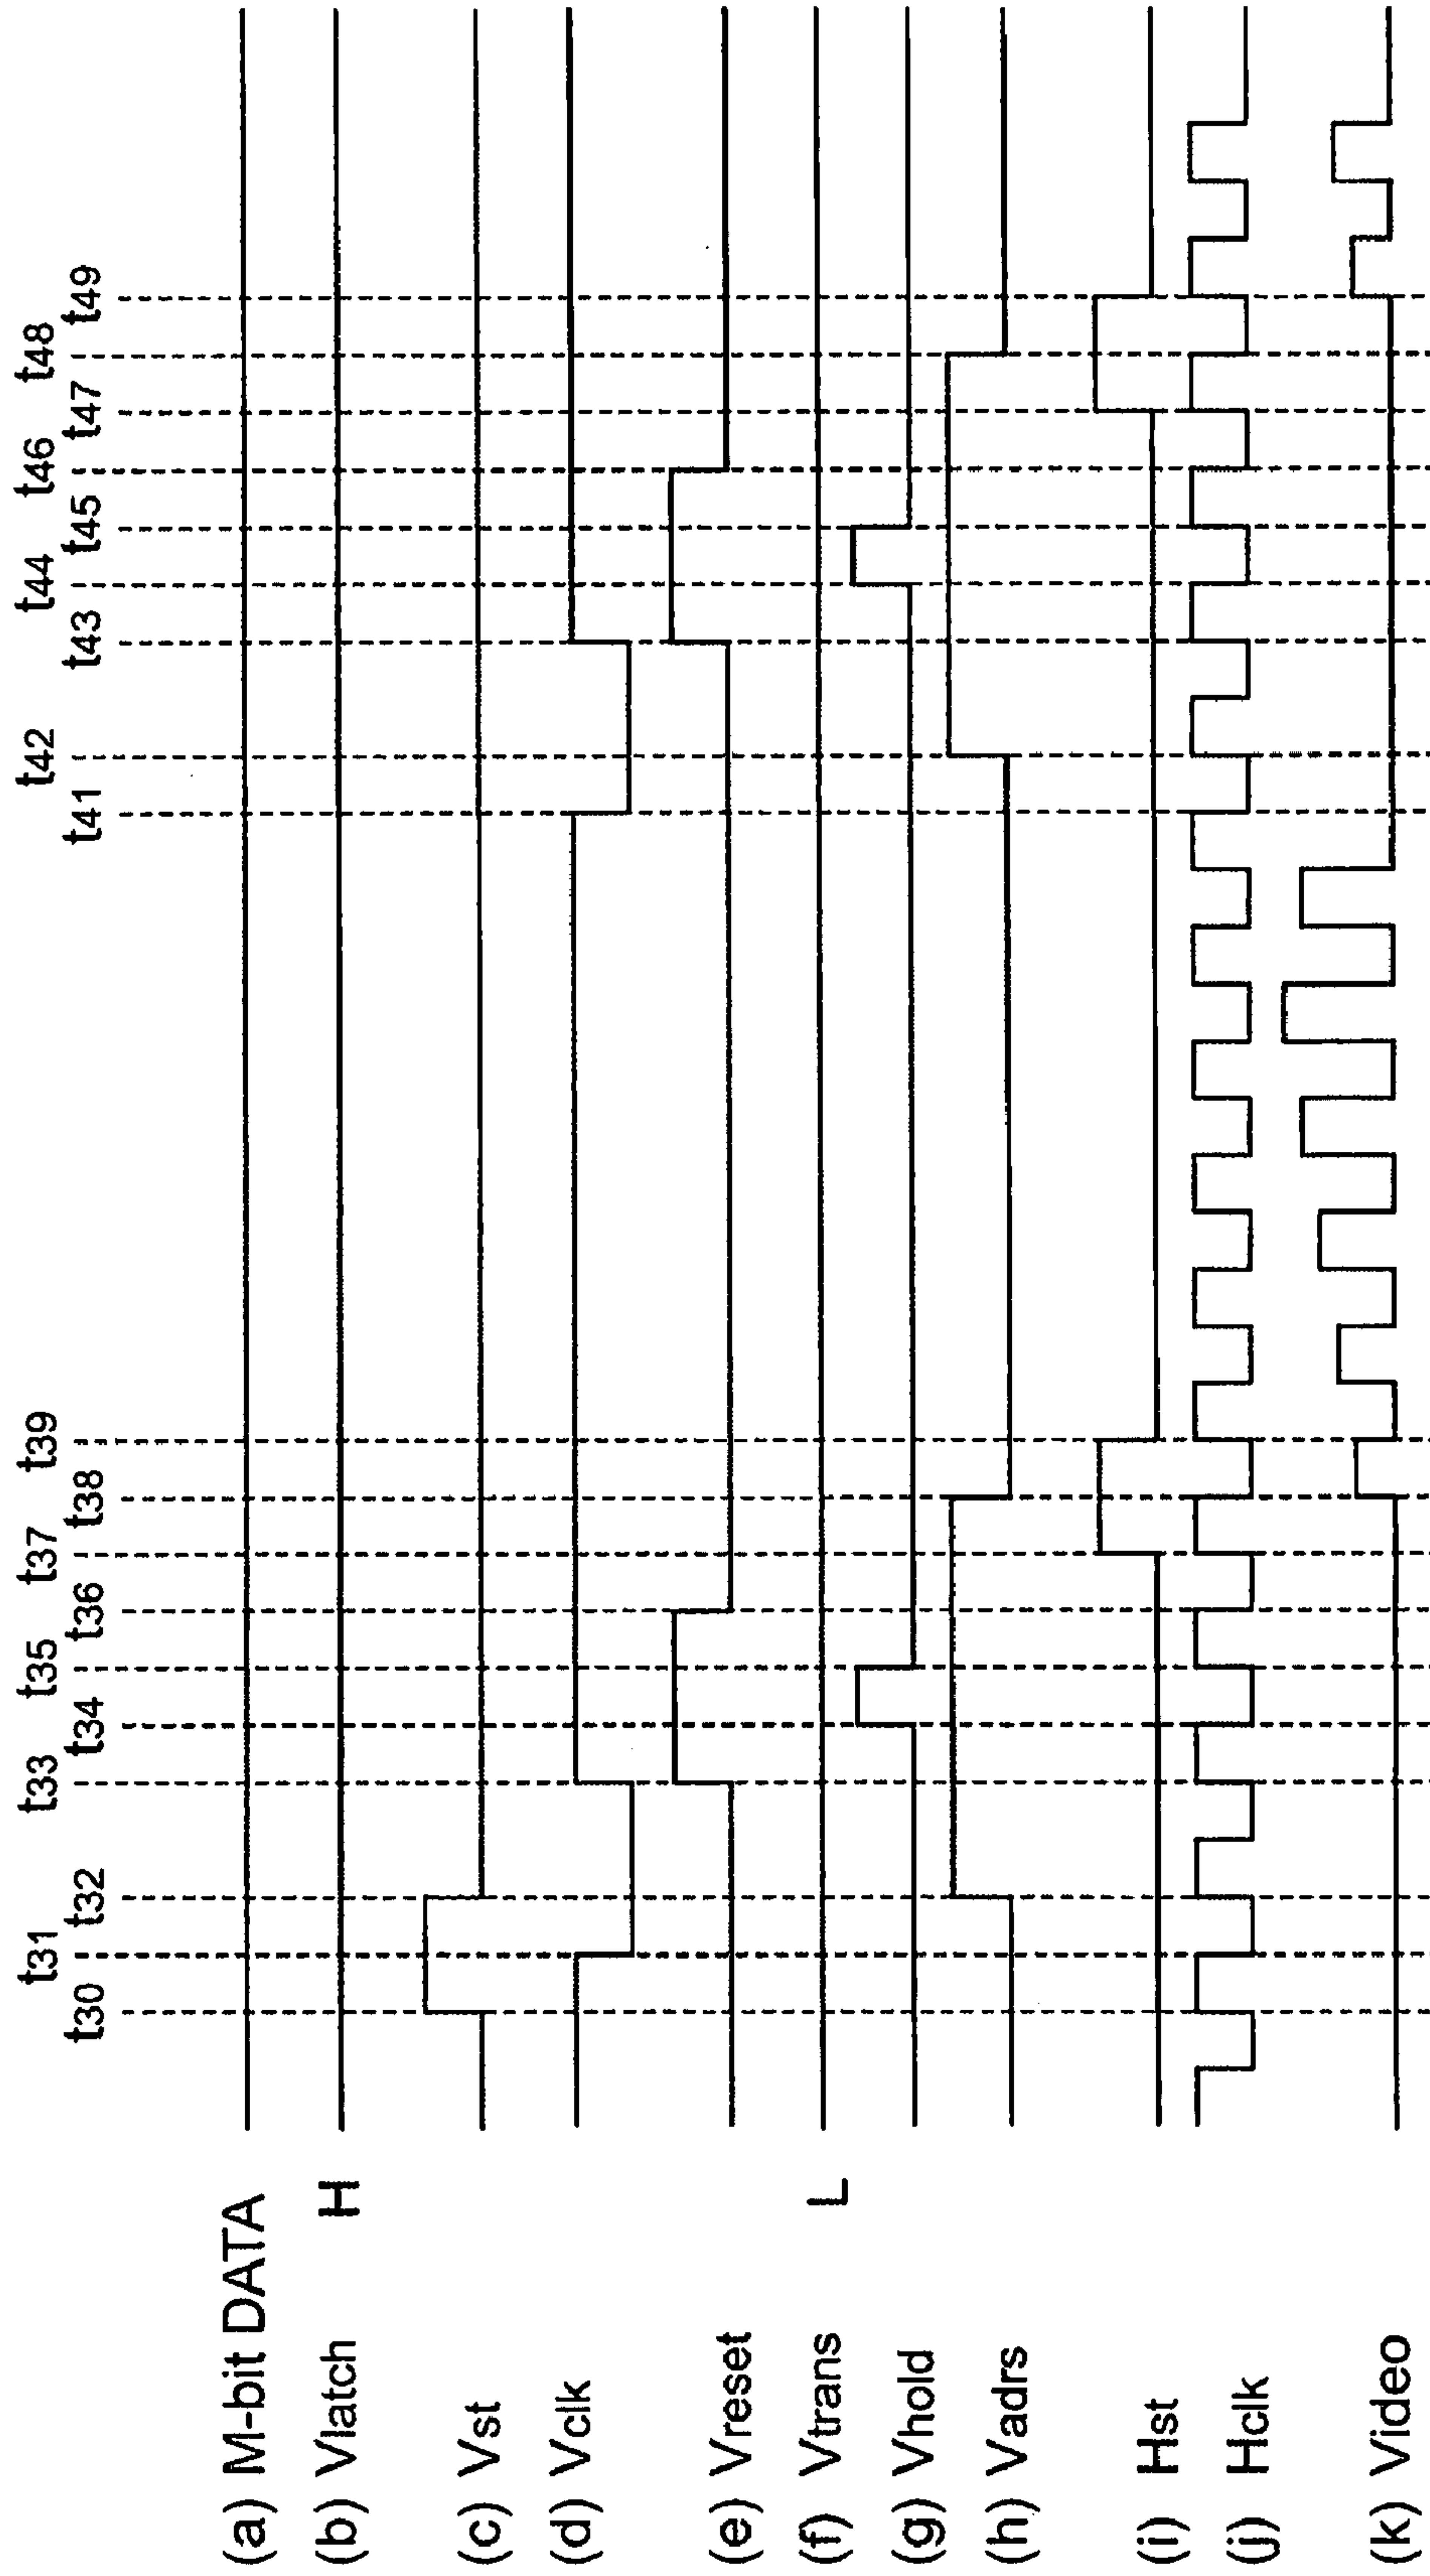 t30
t31
t32
t33
t34
t35
t36
t37
t38
t39
t41
t42
t43
t44
t45
t46
t47
t48
t49
(a) M-bit DATA
(b) Vlatch H
(c) Vst
(d) Vclk
(e) Vreset
(f) Vtrans L
(g) Vhold
(h) Vadrs
(i) Hst
(j) Hclk
(k) Video